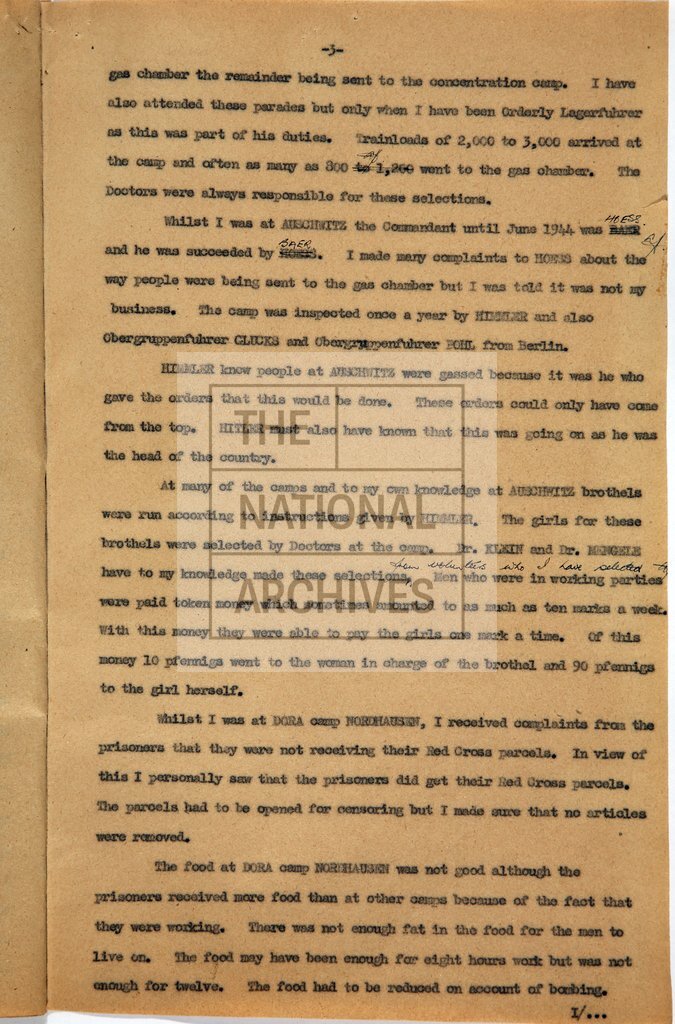 -3-
gas chamber the remainder being sent to the concentration camp. I have
also attended these parades but only when I have been Orderly Lagerfuhrer
as this was part of his duties. Trainloads of 2,000 to 3,000 arrived at
the camp and often as many as 800 to 1,200 went to the gas chamber. The
Doctors were always responsible for these selections.
Whilst I was at AUSCHWITZ the Commandant until June 1944 was BAER HOESS
and he was succeeded by HOESS BAER. I made many complaints to HOESS about the
way people were being sent to the gas chamber but I was told it was not my
business. The camp was inspected once a year by HIMMLER and also
Obergruppenfuhrer GLUCKS and Obergruppenfuhrer POHL from Berlin.
HIMMLER knew people at AUSCHWITZ were gassed because it was he who
gave the orders that this would be done. These orders could only have come
from the top. HITLER must also have known that this was going on as he was
the head of the country.
At many of the camps and to my own knowledge at AUSCHWITZ brothels
were run according to instructions given by HIMMLER. The girls for these
brothels were selected by Doctors at the camp. Dr. KLEIN and Dr. MENGELE
from volunteers who I have selected
have to my knowledge made these selections. Men who were in working parties
were paid token money which sometimes amounted to as much as ten marks a week.
With this money they were able to pay the girls one mark a time. Of this
money 10 pfennigs went to the woman in charge of the brothel and 90 pfennigs
to the girl herself.
Whilst I was at DORA camp NORDHAUSEN, I received complaints from the
prisoners that they were not receiving their Red Cross parcels. In view of
this I personally saw that the prisoners did get their Red Cross parcels.
The parcels had to be opened for censoring but I made sure that no articles
were removed.
The food at DORA camp NORDHAUSEN was not good although the
prisoners received more food than at other camps because of the fact that
they were working. There was not enough fat in the food for the men to
live on. The food may have been enough for eight hours work but was not
enough for twelve. The food had to be reduced on account of bombing.
I/...
THE
NATIONAL
ARCHIVES